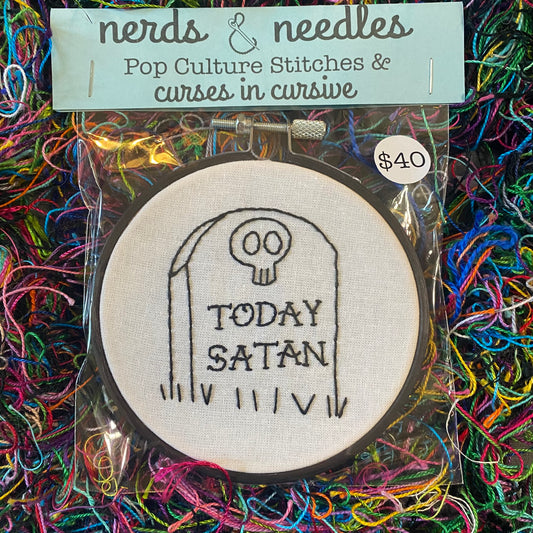 nerds & needles
Pop Culture Stitches &
curses in cursive
$40
TODAY
SATAN